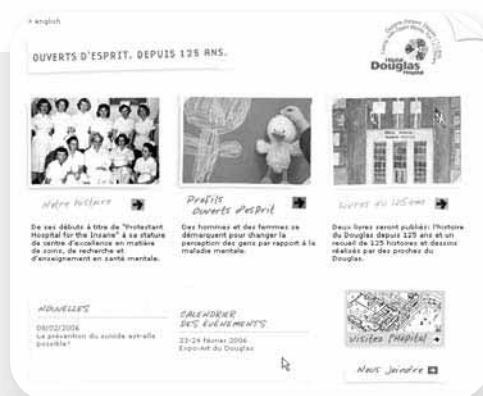 > english
OUVERTS D'ESPRIT. DEPUIS 125 ANS.
Hôpital
Douglas
Hospital
Notre histoire
De ses débuts à titre de "Protestant
Hospital for the Insane" à sa stature
de centre d'excellence en matière
de soins, de recherche et
d'enseignement en santé mentale.
Profils
Ouverts d'esprit
Des hommes et des femmes se
démarquent pour changer la
perception des gens par rapport à la
maladie mentale.
Livres du 125ème
Deux livres seront publiés: l'histoire
du Douglas depuis 125 ans et un
recueil de 125 histoires et dessins
réalisés par des proches du
Douglas.
NOUVELLES
09/02/2006
La prévention du suicide est-elle
possible?
CALENDRIER
DES ÉVÉNEMENTS
23-24 février 2006
Expo-Art du Douglas
Visitez l'Hôpital
Nous joindre